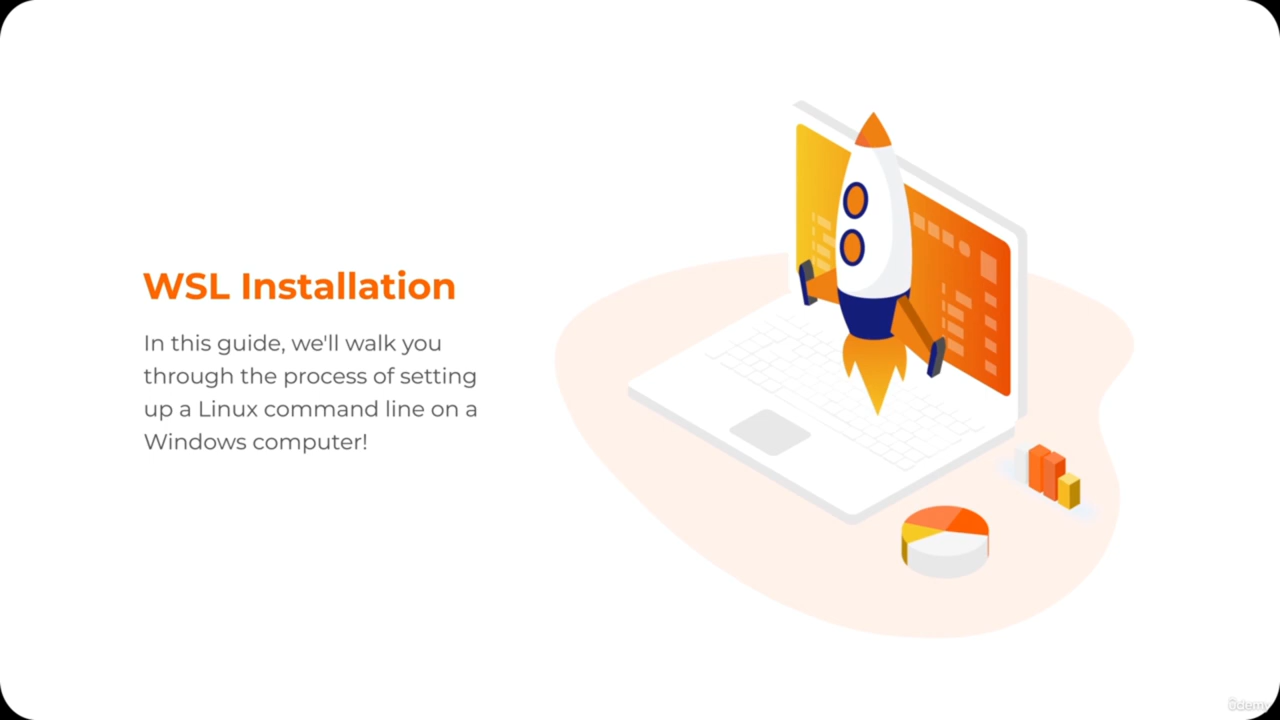 WSL Installation
In this guide, we'll walk you
through the process of setting
up a Linux command line on a
Windows computer!
ûdemy